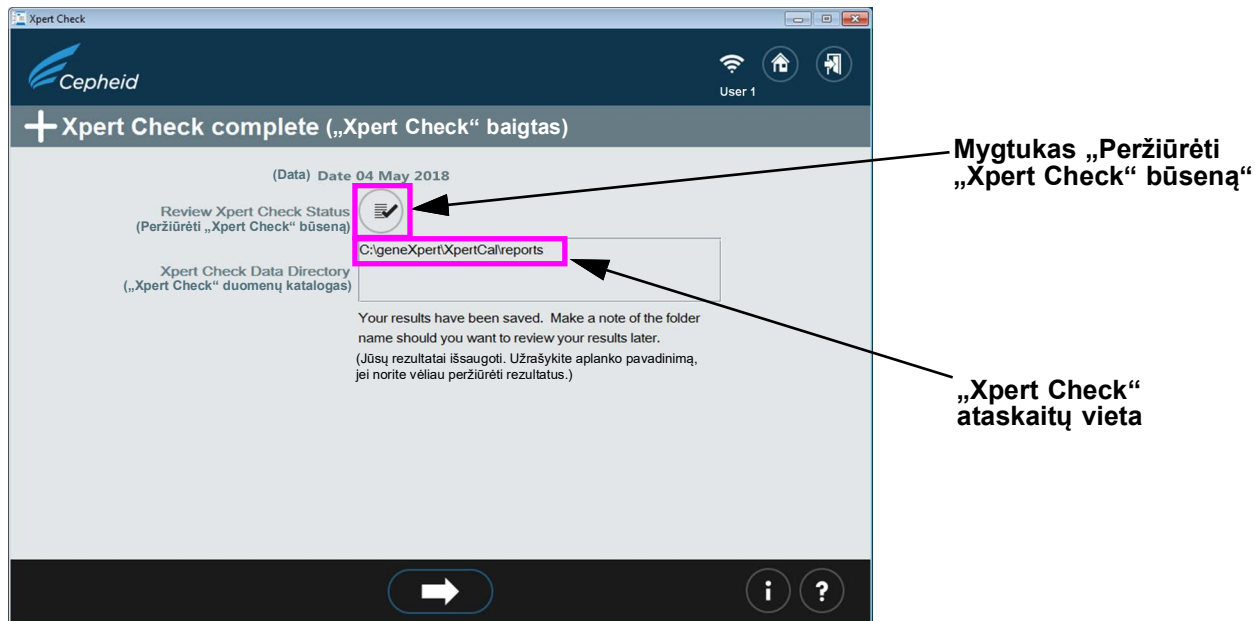 Xpert Check
Cepheid
User 1
Xpert Check complete („Xpert Check“ baigtas)
Mygtukas „Peržiūrėti
„Xpert Check“ būseną“
(Data) Date 04 May 2018
Review Xpert Check Status
(Peržiūrėti „Xpert Check“ būseną)
C:\geneXpert\XpertCal\reports
Xpert Check Data Directory
(„Xpert Check“ duomenų katalogas)
Your results have been saved. Make a note of the folder
name should you want to review your results later.
(Jūsų rezultatai išsaugoti. Užrašykite aplanko pavadinimą,
jei norite vėliau peržiūrėti rezultatus.)
„Xpert Check“
ataskaitų vieta
i
?